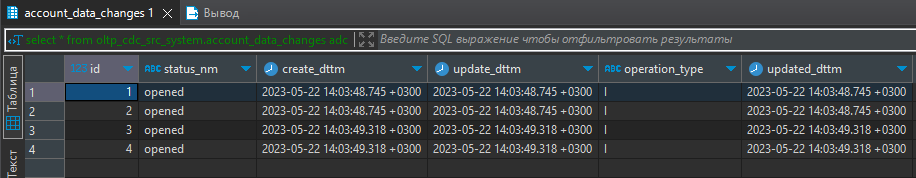 account_data_changes 1 Вывод
select * from oltp_cdc_src_system.account_data_changes adc Введите SQL выражение чтобы отфильтровать результаты
Таблица
Текст
123 id ABC status_nm create_dttm update_dttm ABC operation_type updated_dttm
1 1 opened 2023-05-22 14:03:48.745 +0300 2023-05-22 14:03:48.745 +0300 I 2023-05-22 14:03:48.745 +0300
2 2 opened 2023-05-22 14:03:48.745 +0300 2023-05-22 14:03:48.745 +0300 I 2023-05-22 14:03:48.745 +0300
3 3 opened 2023-05-22 14:03:49.318 +0300 2023-05-22 14:03:49.318 +0300 I 2023-05-22 14:03:49.318 +0300
4 4 opened 2023-05-22 14:03:49.318 +0300 2023-05-22 14:03:49.318 +0300 I 2023-05-22 14:03:49.318 +0300